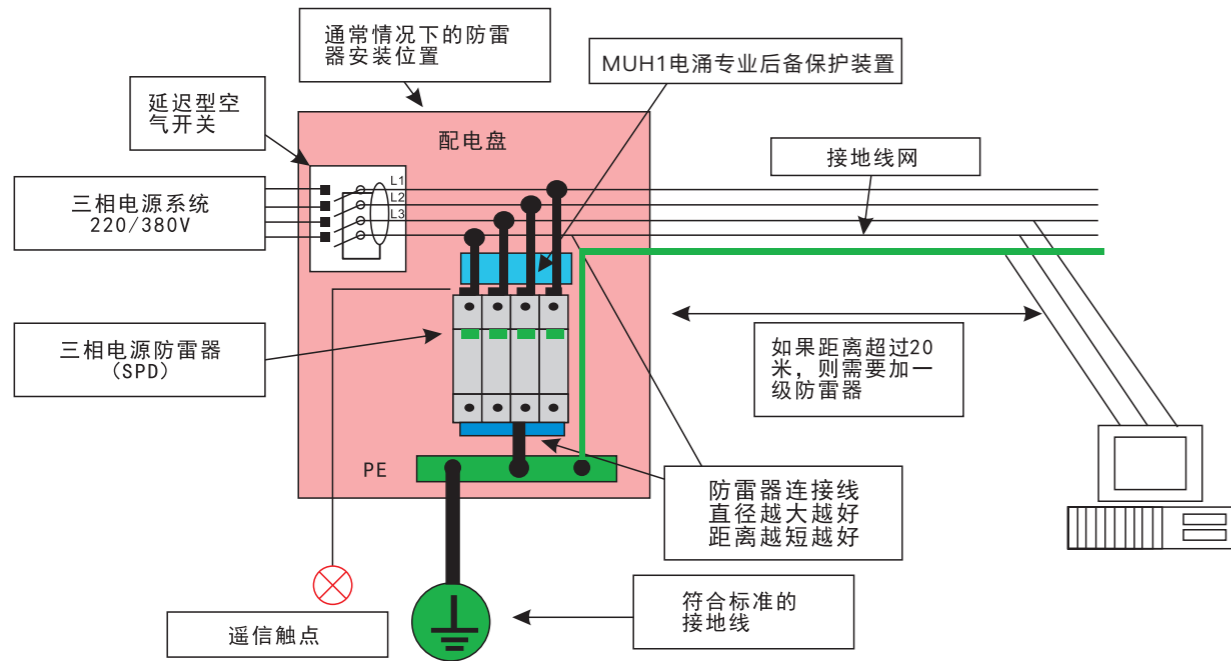 通常情况下的防雷
器安装位置
MUH1电涌专业后备保护装置
延迟型空
气开关
配电盘
接地线网
三相电源系统
220/380V
L1
L2
L3
三相电源防雷器
(SPD)
如果距离超过20
米，则需要加一
级防雷器
PE
防雷器连接线
直径越大越好
距离越短越好
符合标准的
接地线
遥信触点